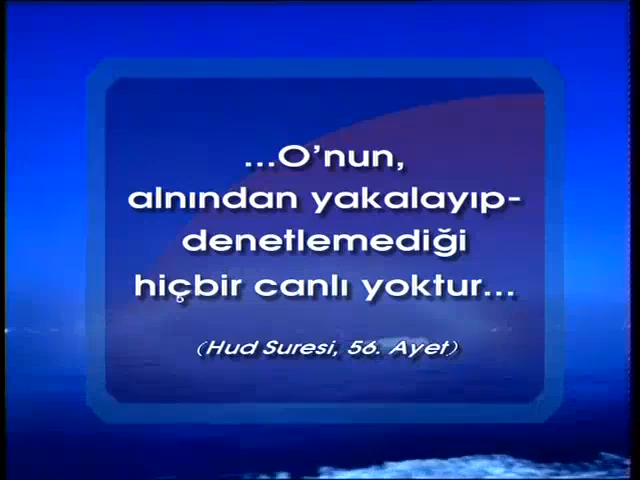 ...O'nun,
alnından yakalayıp-
denetlemediği
hiçbir canlı yoktur...
(Hud Suresi, 56. Ayet)